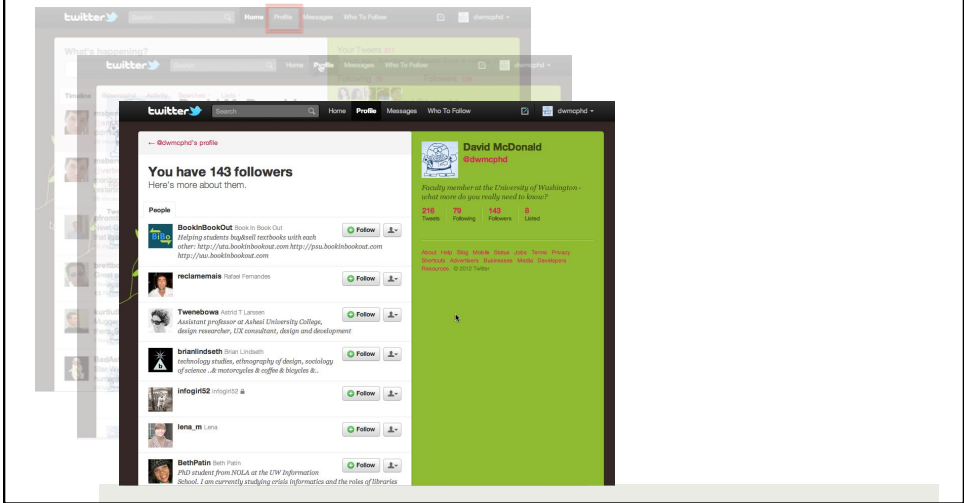 twitter Search Home Profile Messages Who To Follow dwmcphd
What's happening?
Your Tweets
twitter Search Home Profile Messages Who To Follow dwmcphd
Timeline
twitter Search Home Profile Messages Who To Follow dwmcphd
← @dwmcphd's profile
You have 143 followers
Here's more about them.
People
BookInBookOut Book In Book Out
Helping students buy&sell textbooks with each
other: http://uta.bookinbookout.com http://psu.bookinbookout.com
http://uw.bookinbookout.com
Follow
reclamemais Rafael Fernandes
Follow
Twenebowa Astrid T Larssen
Assistant professor at Ashesi University College,
design researcher, UX consultant, design and development
Follow
brianlindseth Brian Lindseth
technology studies, ethnography of design, sociology
of science ..& motorcycles & coffee & bicycles &..
Follow
infogirl52 infogirl52
Follow
lena_m Lena
Follow
BethPatin Beth Patin
PhD student from NOLA at the UW Information
School. I am currently studying crisis informatics and the roles of libraries
Follow
David McDonald
@dwmcphd
Faculty member at the University of Washington -
what more do you really need to know?
216 79 143 8
Tweets Following Followers Listed
About Help Blog Mobile Status Jobs Terms Privacy
Shortcuts Advertisers Businesses Media Developers
Resources © 2012 Twitter